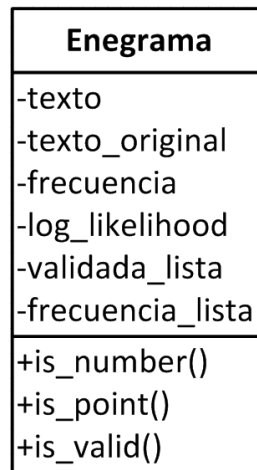 Enegrama
-texto
-texto_original
-frecuencia
-log_likelihood
-validada_lista
-frecuencia_lista
+is_number()
+is_point()
+is_valid()